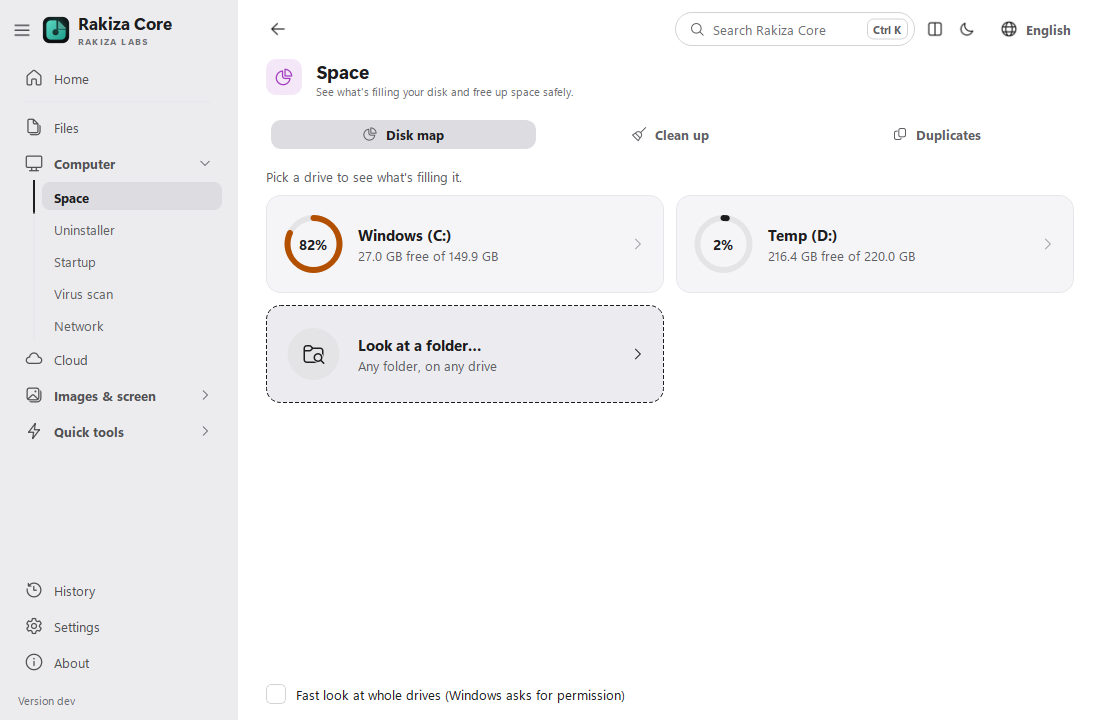 Rakiza Core
RAKIZA LABS
Home
Files
Computer
Space
Uninstaller
Startup
Virus scan
Network
Cloud
Images & screen
Quick tools
History
Settings
About
Version dev
Search Rakiza Core
Ctrl K
English
Space
See what's filling your disk and free up space safely.
Disk map
Clean up
Duplicates
Pick a drive to see what's filling it.
82%
Windows (C:)
27.0 GB free of 149.9 GB
2%
Temp (D:)
216.4 GB free of 220.0 GB
Look at a folder...
Any folder, on any drive
Fast look at whole drives (Windows asks for permission)